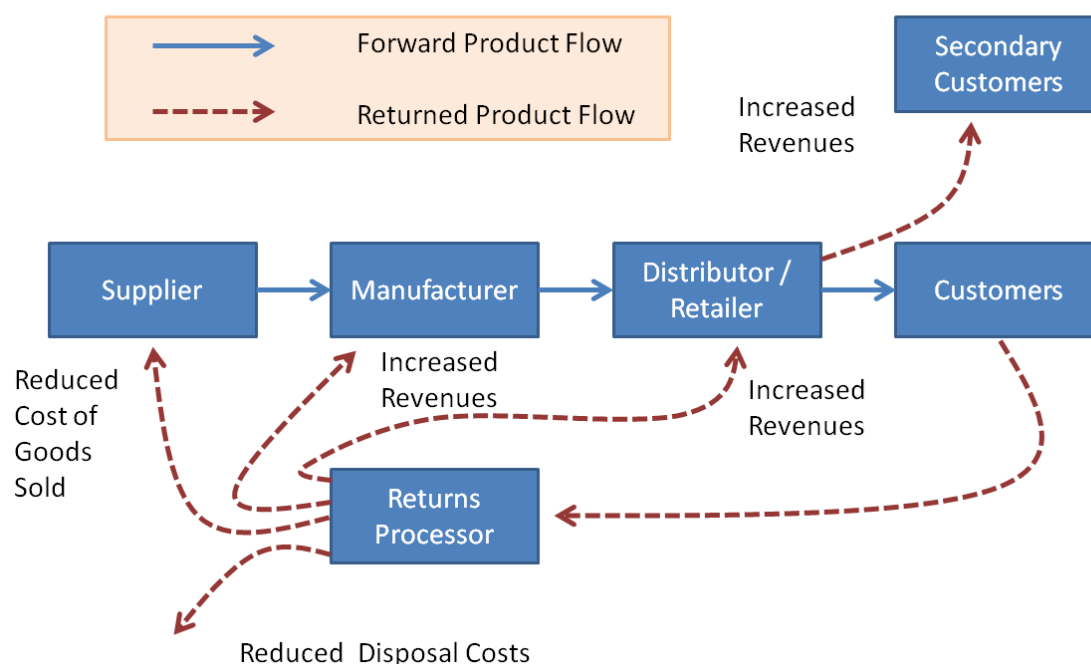 Forward Product Flow
Returned Product Flow
Secondary
Customers
Increased
Revenues
Supplier
Manufacturer
Distributor /
Retailer
Customers
Reduced
Cost of
Goods
Sold
Increased
Revenues
Increased
Revenues
Returns
Processor
Reduced Disposal Costs